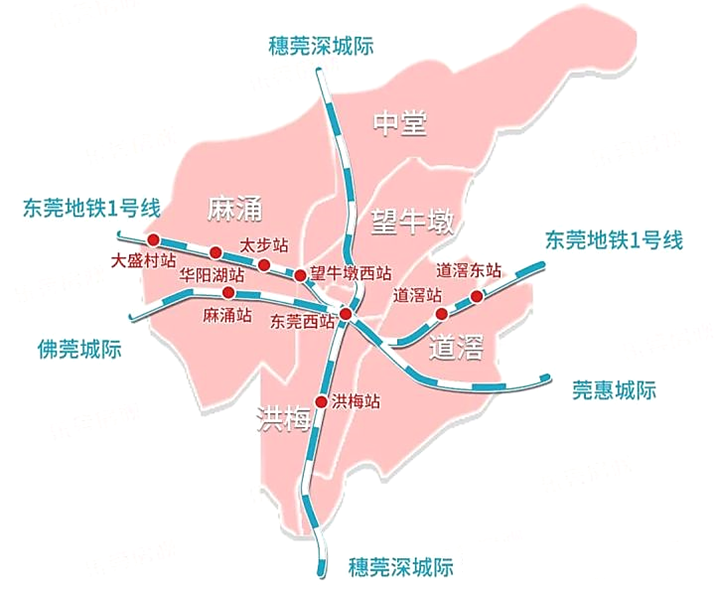 穗莞深城际
中堂
东莞地铁1号线
麻涌
望牛墩
太步站
东莞地铁1号线
大盛村站
华阳湖站
望牛墩西站
道滘东站
道滘站
麻涌站
东莞西站
佛莞城际
道滘
莞惠城际
洪梅站
洪梅
穗莞深城际